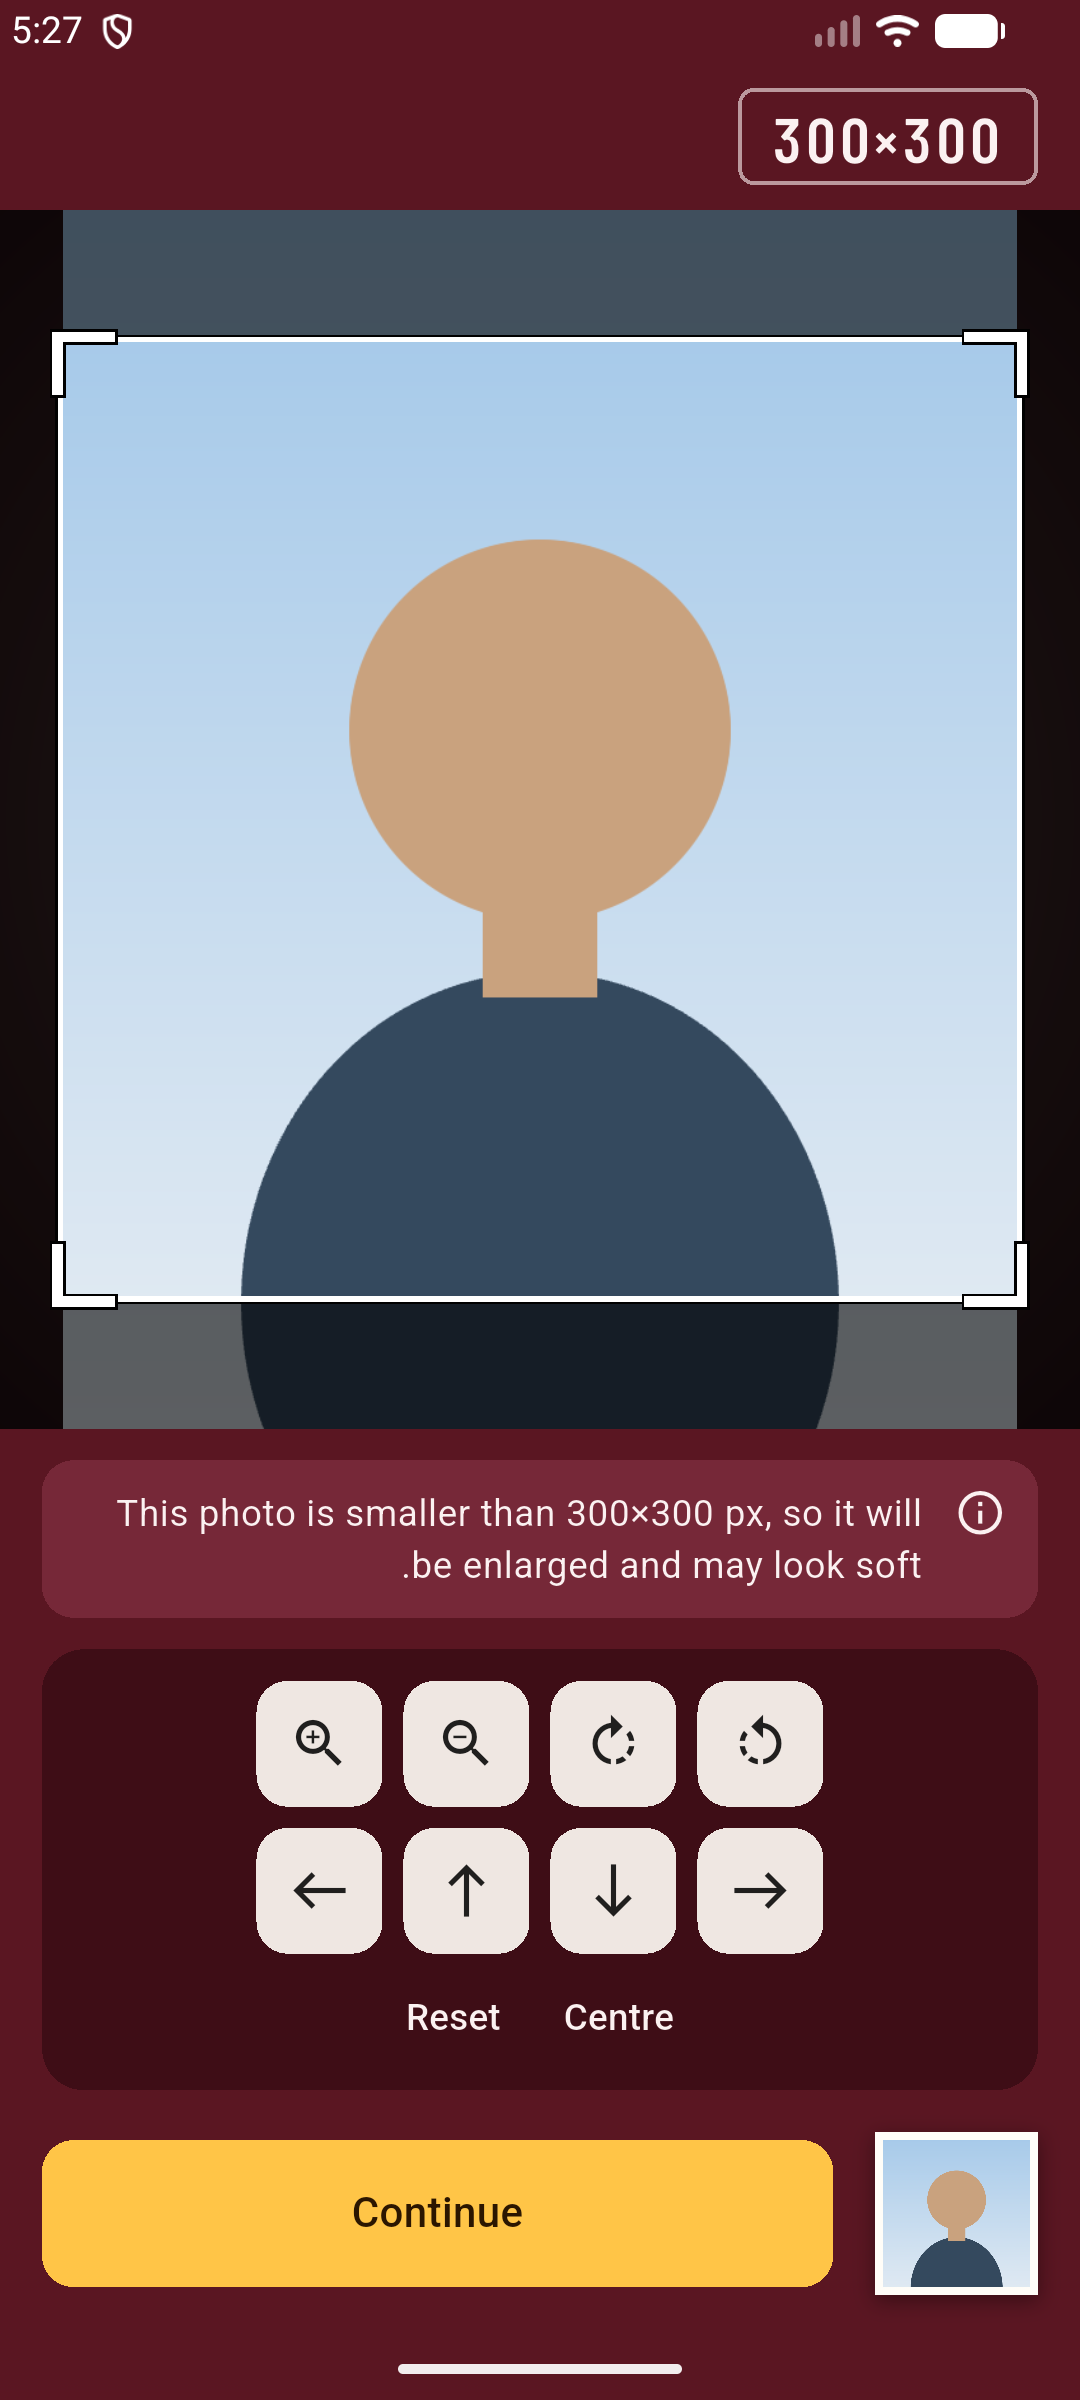 5:27
300×300
This photo is smaller than 300×300 px, so it will
.be enlarged and may look soft
Reset
Centre
Continue